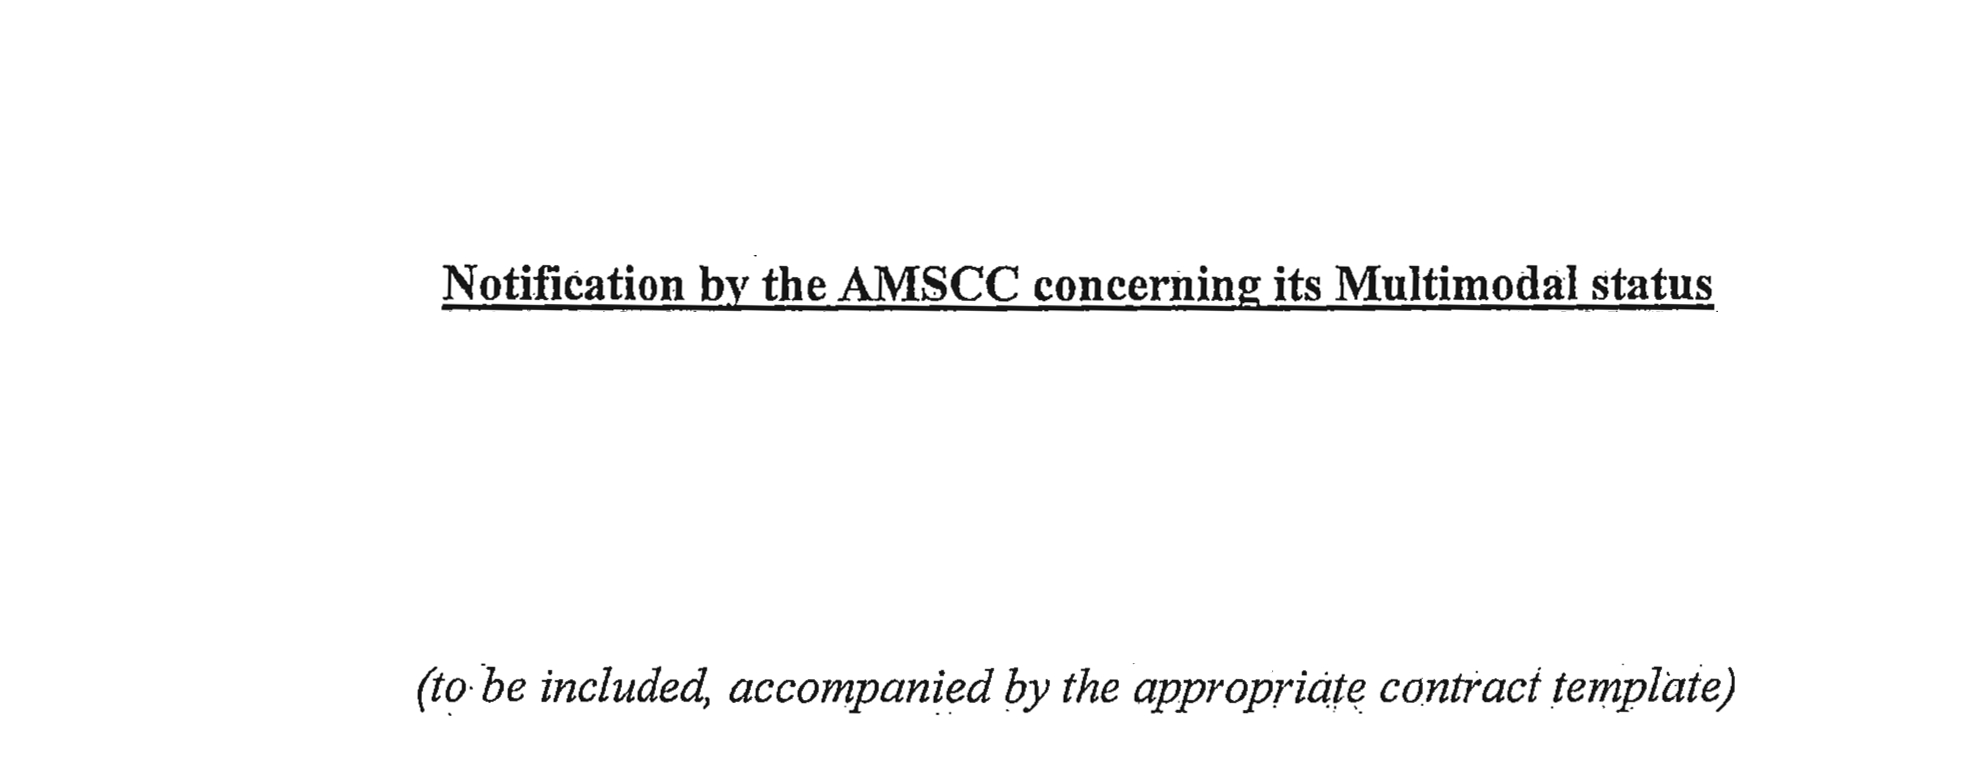 Notification by the AMSCC concerning its Multimodal status
(to be included, accompanied by the appropriate contract template)